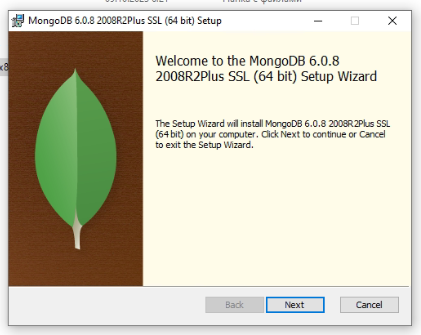 MongoDB 6.0.8 2008R2Plus SSL (64 bit) Setup
Welcome to the MongoDB 6.0.8
2008R2Plus SSL (64 bit) Setup Wizard
The Setup Wizard will install MongoDB 6.0.8 2008R2Plus SSL
(64 bit) on your computer. Click Next to continue or Cancel
to exit the Setup Wizard.
Back Next Cancel